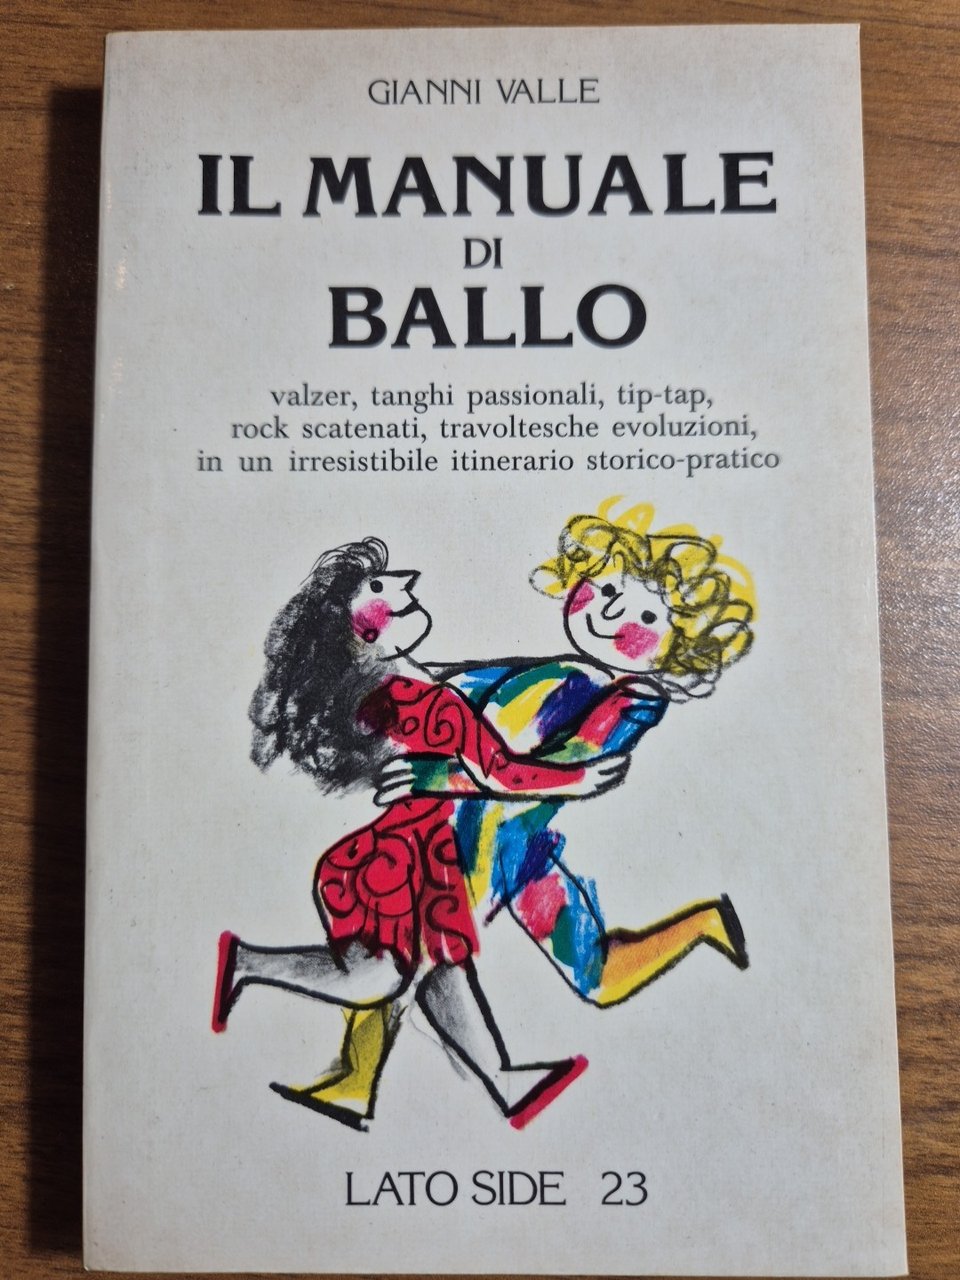 GIANNI VALLE
IL MANUALE
DI
BALLO
valzer, tanghi passionali, tip-tap,
rock scatenati, travoltesche evoluzioni,
in un irresistibile itinerario storico-pratico
LATO SIDE 23